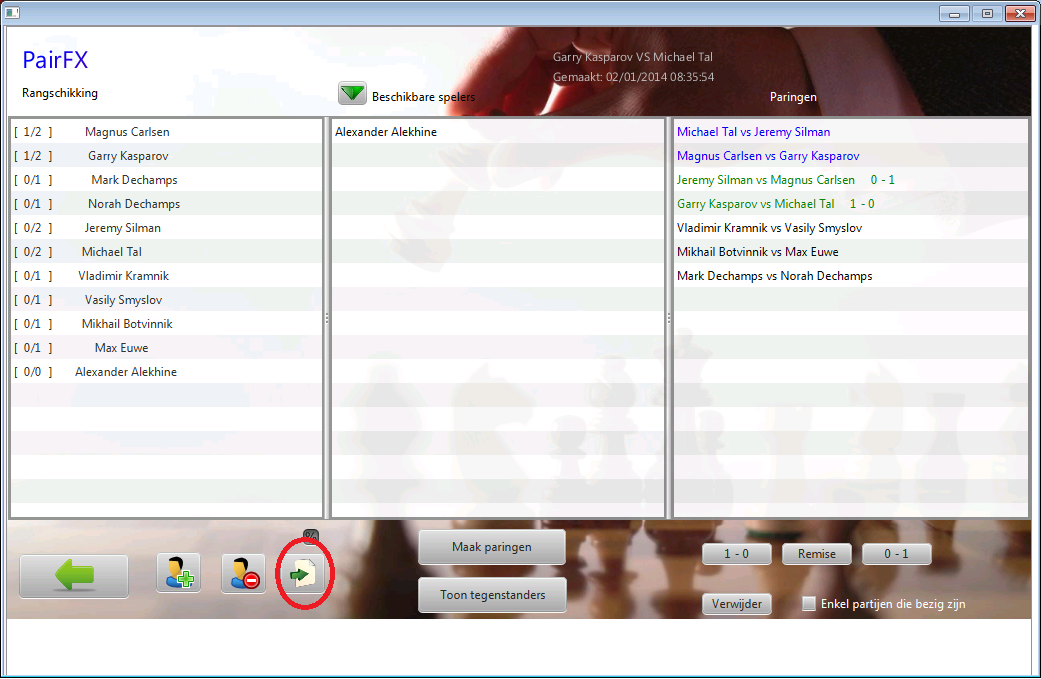 PairFX
Garry Kasparov VS Michael Tal
Gemaakt: 02/01/2014 08:35:54
Rangschikking
Beschikbare spelers
Paringen
[ 1/2 ] Magnus Carlsen
[ 1/2 ] Garry Kasparov
[ 0/1 ] Mark Dechamps
[ 0/1 ] Norah Dechamps
[ 0/2 ] Jeremy Silman
[ 0/2 ] Michael Tal
[ 0/1 ] Vladimir Kramnik
[ 0/1 ] Vasily Smyslov
[ 0/1 ] Mikhail Botvinnik
[ 0/1 ] Max Euwe
[ 0/0 ] Alexander Alekhine
Alexander Alekhine
Michael Tal vs Jeremy Silman
Magnus Carlsen vs Garry Kasparov
Jeremy Silman vs Magnus Carlsen 0 - 1
Garry Kasparov vs Michael Tal 1 - 0
Vladimir Kramnik vs Vasily Smyslov
Mikhail Botvinnik vs Max Euwe
Mark Dechamps vs Norah Dechamps
%
Maak paringen
Toon tegenstanders
1 - 0
Remise
0 - 1
Verwijder
Enkel partijen die bezig zijn